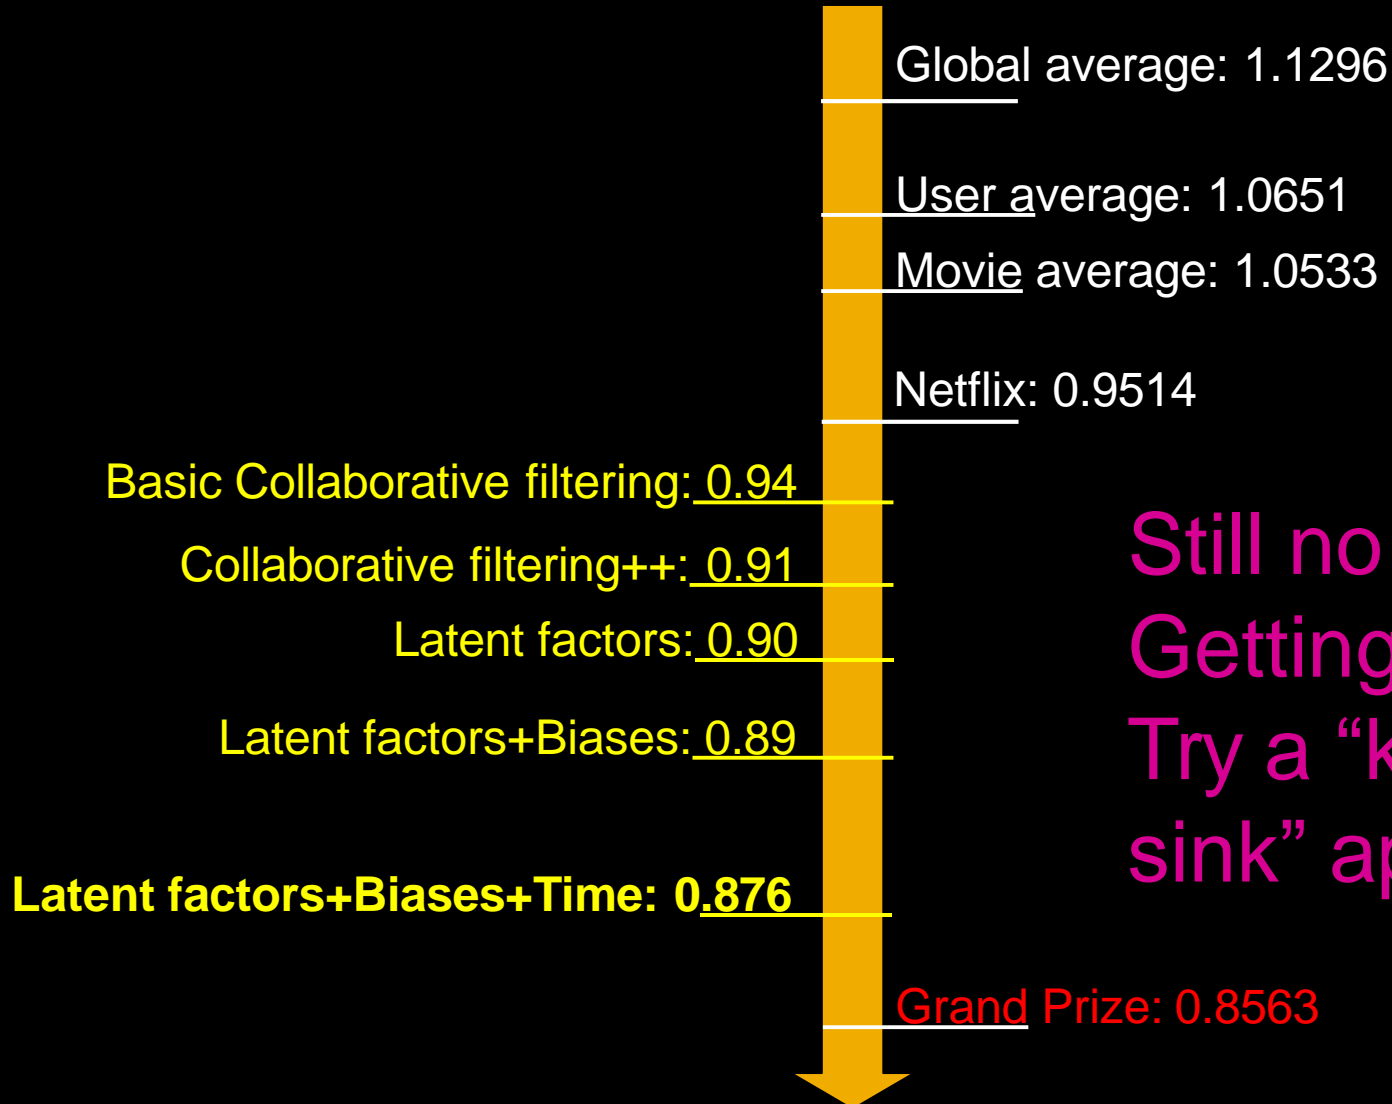 Global average: 1.1296
User average: 1.0651
Movie average: 1.0533
Netflix: 0.9514
Basic Collaborative filtering: 0.94
Collaborative filtering++: 0.91
Latent factors: 0.90
Latent factors+Biases: 0.89
Latent factors+Biases+Time: 0.876
Grand Prize: 0.8563
Still no
Getting
Try a “k
sink” ap